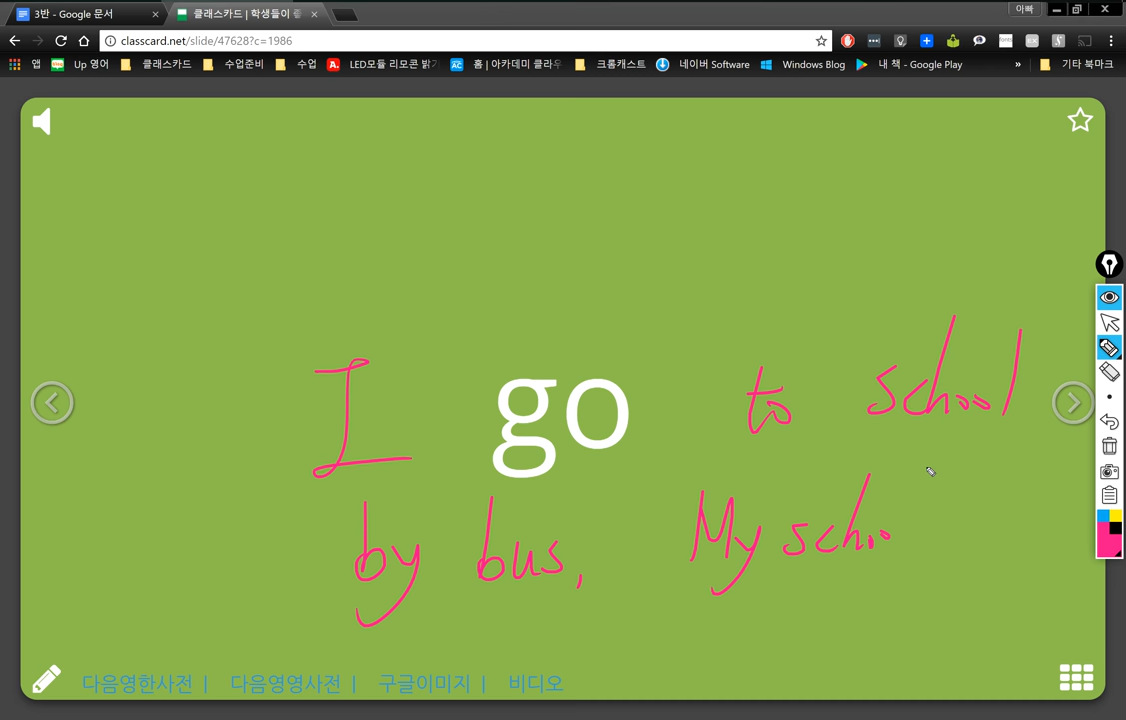 3반 - Google 문서
클래스카드 | 학생들이 즐
아빠
classcard.net/slide/47628?c=1986
앱 Up 영어 클래스카드 수업준비 수업 LED모듈 리모콘 밝기 홈 | 아카데미 클라우 크롬캐스트 네이버 Software Windows Blog 내 책 - Google Play » 기타 북마크
I go to school
by bus, My schoo
다음영한사전 | 다음영영사전 | 구글이미지 | 비디오